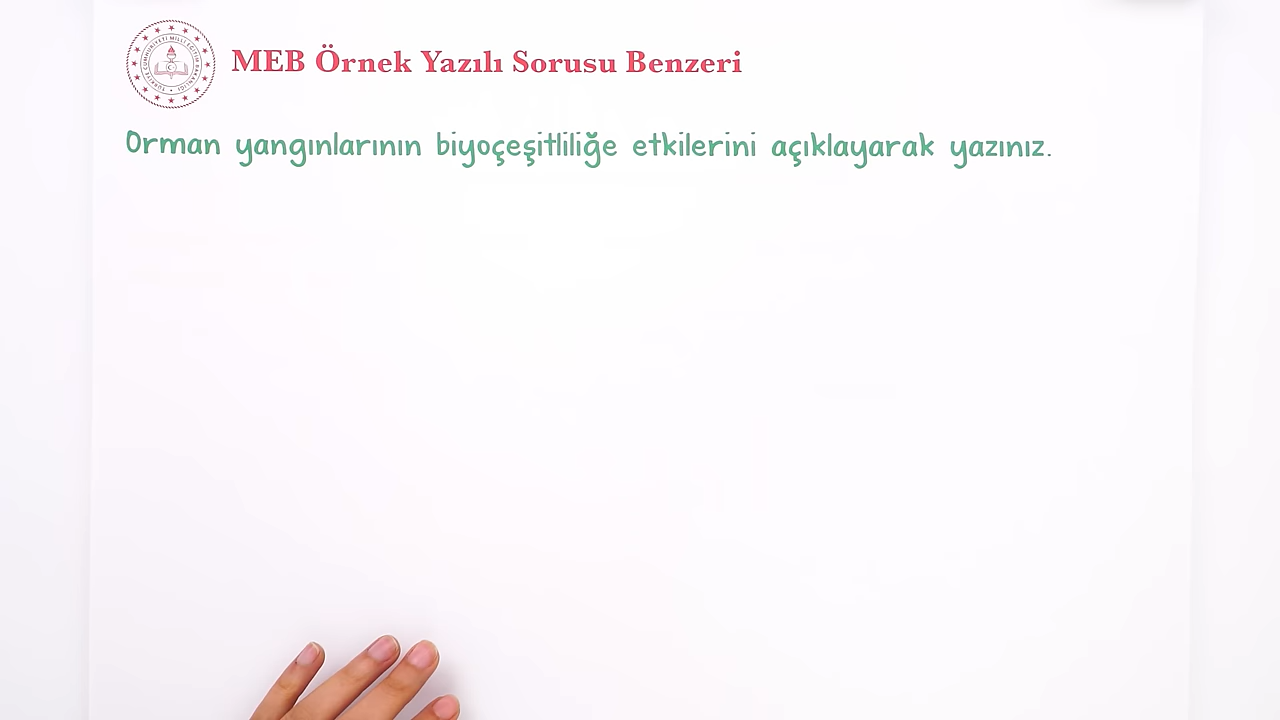 MEB Örnek Yazılı Sorusu Benzeri
Orman yangınlarının biyoçeşitliliğe etkilerini açıklayarak yazınız.